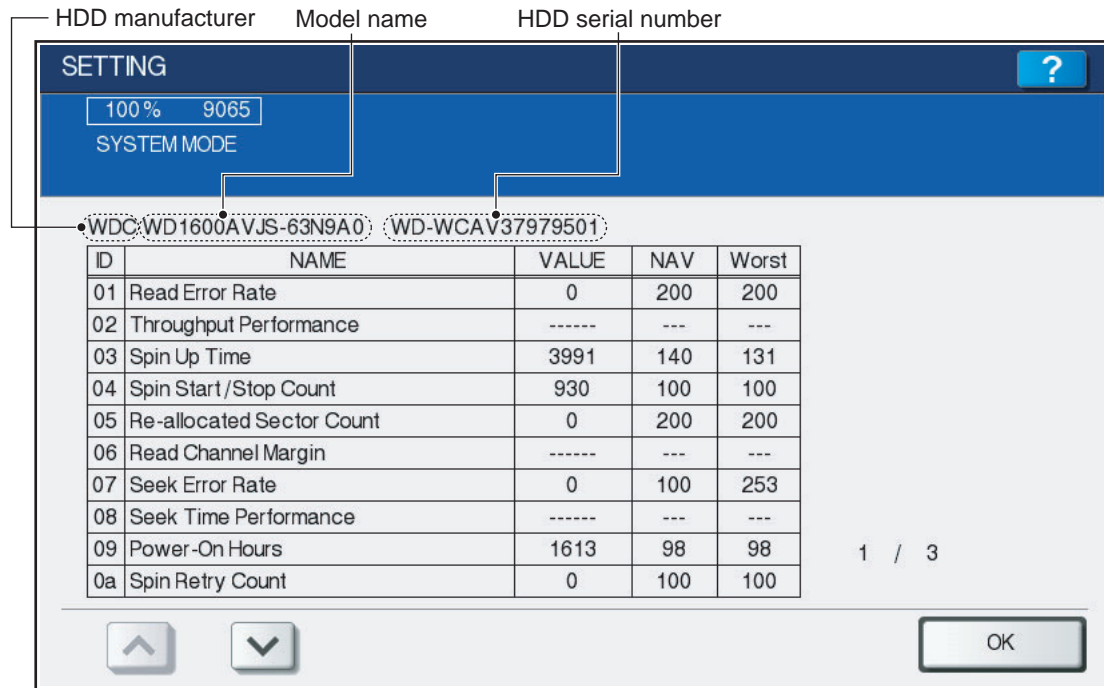 HDD manufacturer Model name HDD serial number
SETTING ?
100% 9065
SYSTEM MODE
WDC WD1600AVJS-63N9A0 WD-WCAV37979501
ID NAME VALUE NAV Worst
01 Read Error Rate 0 200 200
02 Throughput Performance ------ --- ---
03 Spin Up Time 3991 140 131
04 Spin Start/Stop Count 930 100 100
05 Re-allocated Sector Count 0 200 200
06 Read Channel Margin ------ --- ---
07 Seek Error Rate 0 100 253
08 Seek Time Performance ------ --- ---
09 Power-On Hours 1613 98 98 1 / 3
0a Spin Retry Count 0 100 100
OK